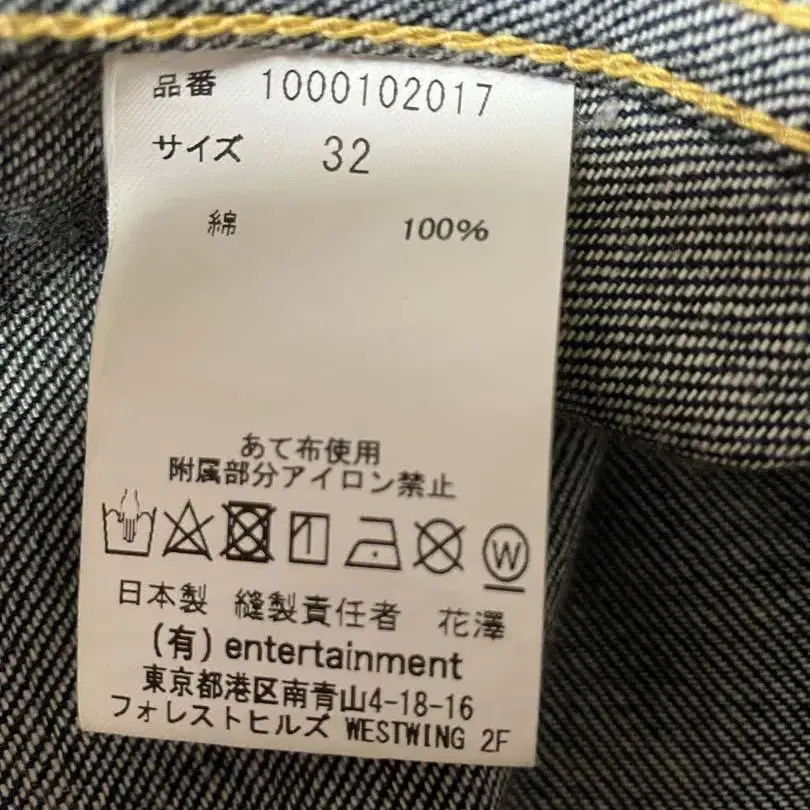 品番 1000102017
サイズ 32
綿 100%
あて布使用
附属部分アイロン禁止
W
日本製 縫製責任者 花澤
(有) entertainment
東京都港区南青山4-18-16
フォレストヒルズ WESTWING 2F